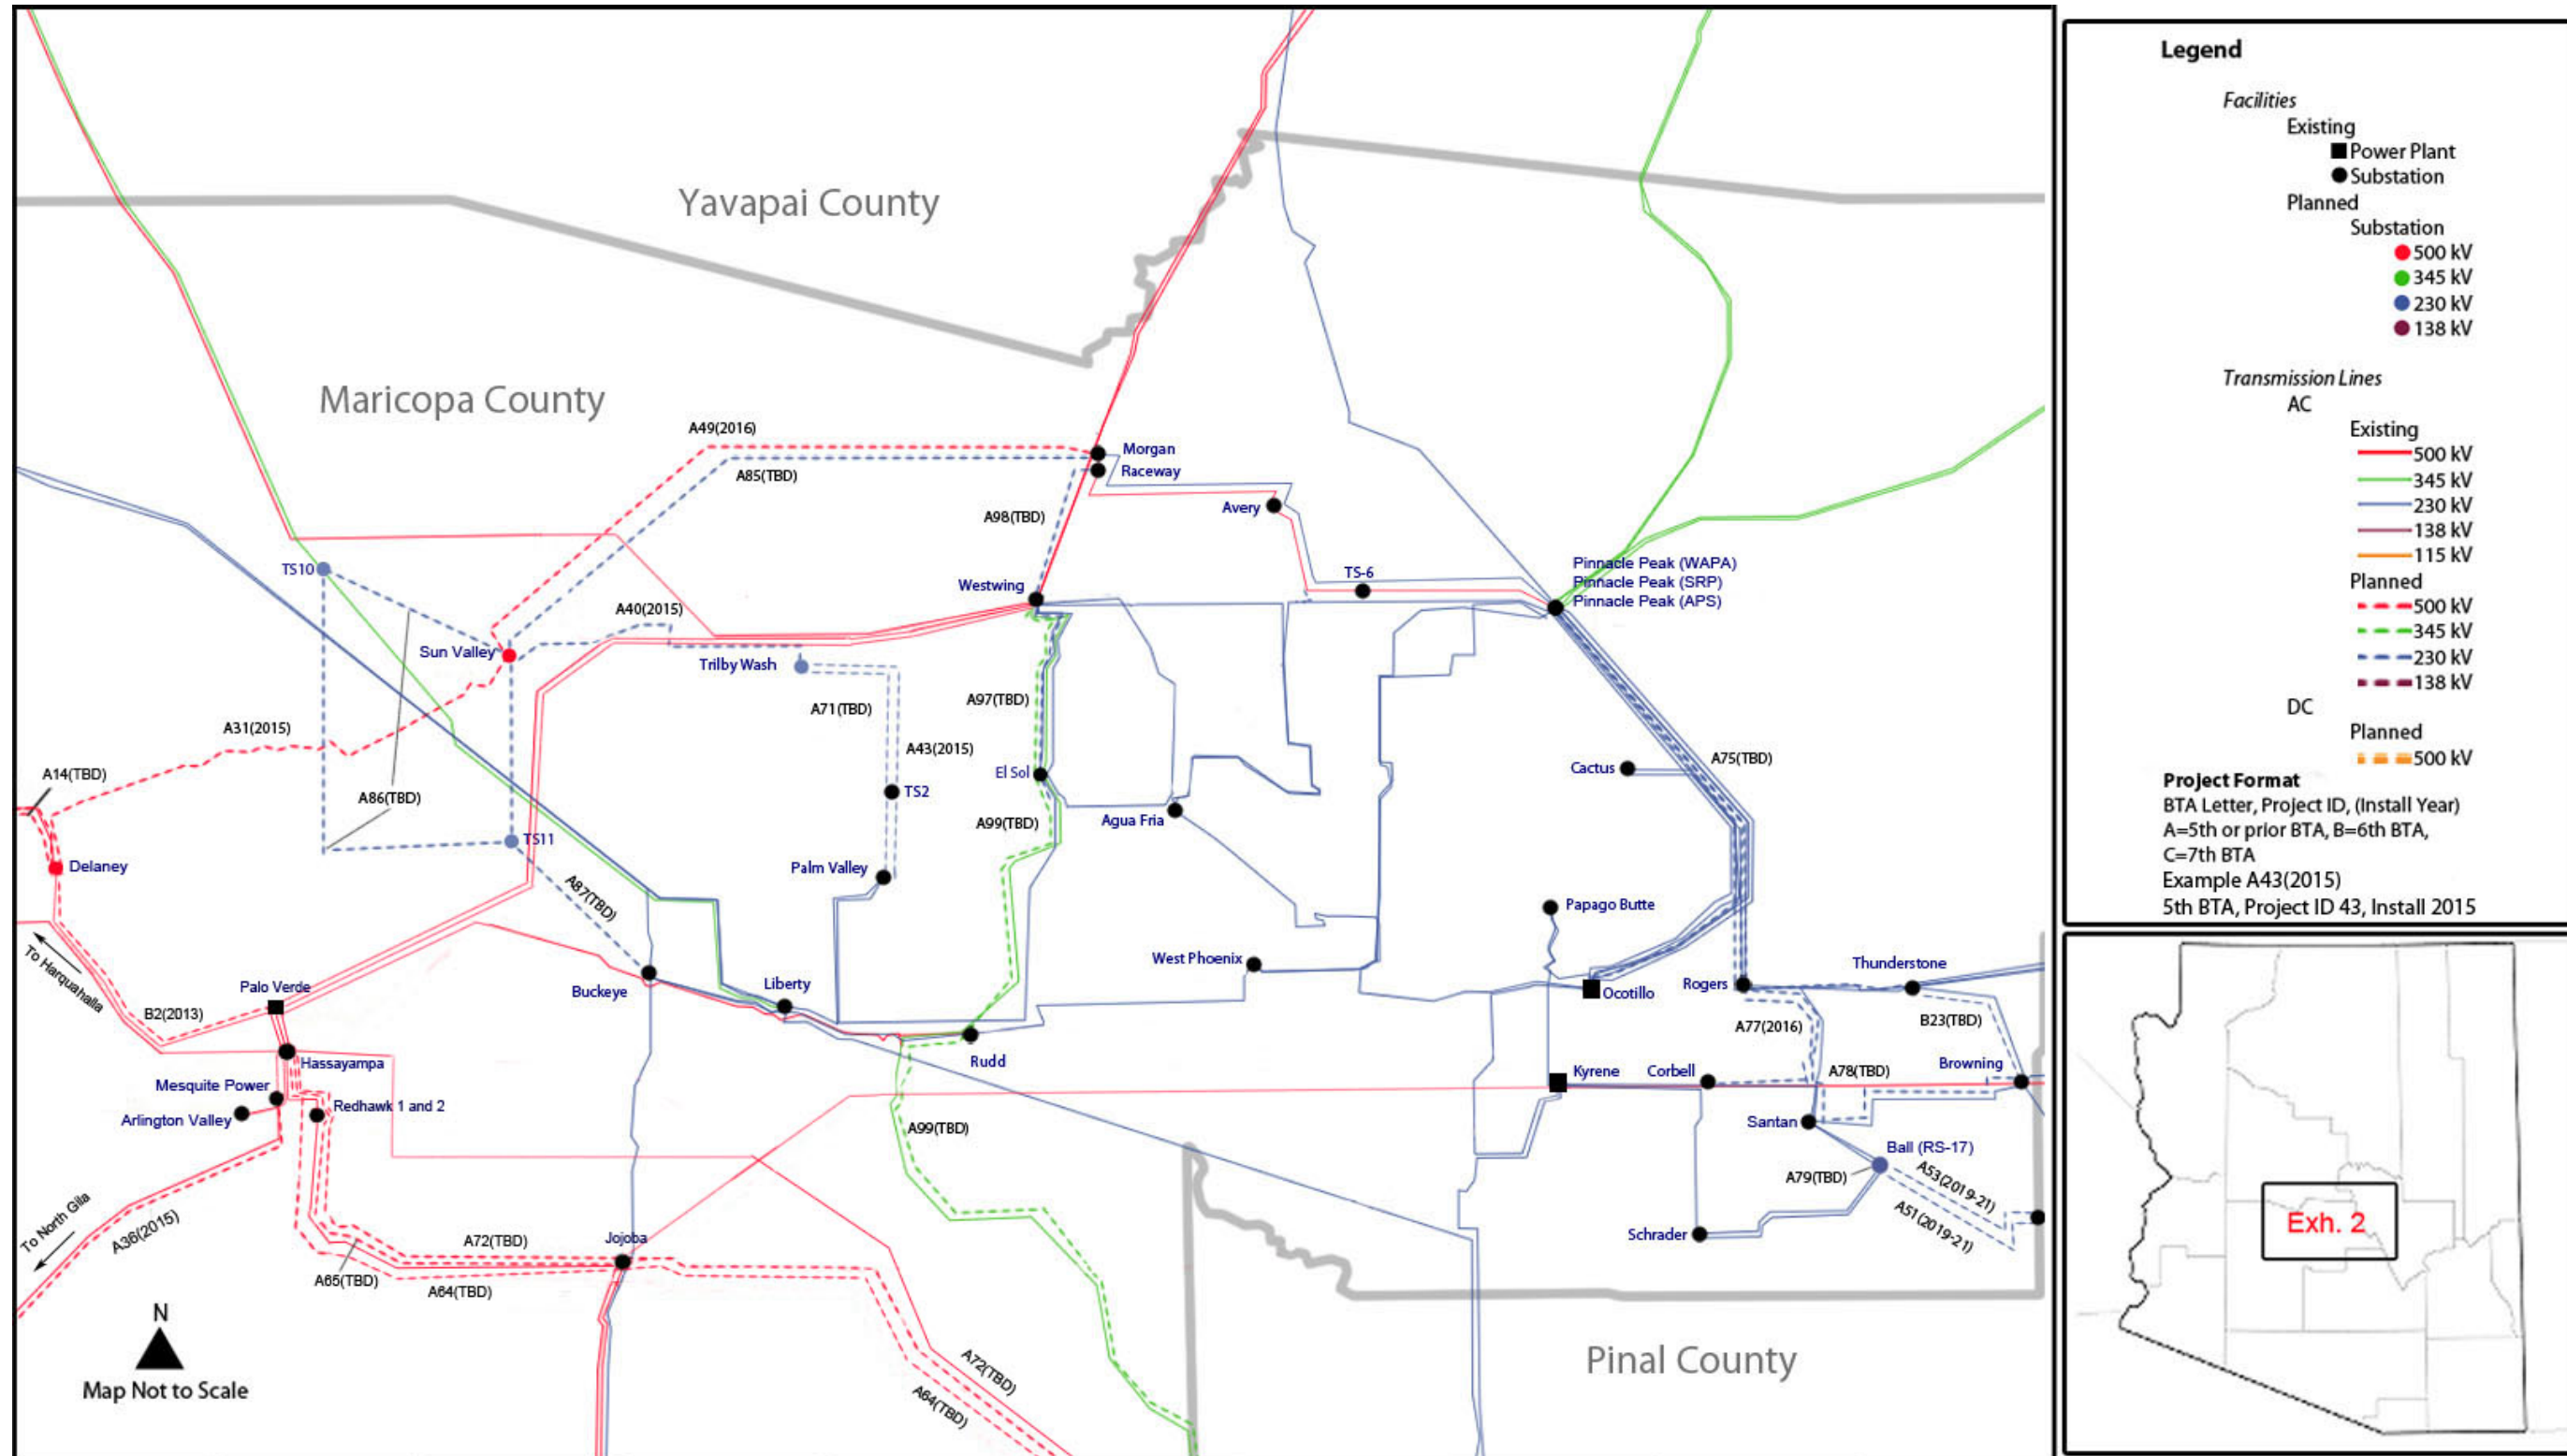 Yavapai County
Maricopa County
A49(2016)
Morgan
Raceway
A85(TBD)
A98(TBD)
Avery
TS10
Westwing
TS-6
Pinnacle Peak (WAPA)
Pinnacle Peak (SRP)
Pinnacle Peak (APS)
A40(2015)
Sun Valley
Trilby Wash
A97(TBD)
A71(TBD)
A31(2015)
A43(2015)
A75(TBD)
A14(TBD)
El Sol
Cactus
A86(TBD)
TS2
Agua Fria
A99(TBD)
TS11
Delaney
Palm Valley
A87(TBD)
Papago Butte
To Harquahalla
West Phoenix
Thunderstone
Palo Verde
Buckeye
Liberty
Ocotillo
Rogers
B2(2013)
A77(2016)
B23(TBD)
Hassayampa
Rudd
Kyrene
Corbell
A78(TBD)
Browning
Mesquite Power
Redhawk 1 and 2
Arlington Valley
A99(TBD)
Santan
Ball (RS-17)
A79(TBD)
A53(2019-21)
A51(2019-21)
To North Gila
A36(2015)
A72(TBD)
Jojoba
Schrader
A65(TBD)
A64(TBD)
N
Map Not to Scale
A72(TBD)
A64(TBD)
Pinal County
Legend
Facilities
Existing
Power Plant
Substation
Planned
Substation
500 kV
345 kV
230 kV
138 kV
Transmission Lines
AC
Existing
500 kV
345 kV
230 kV
138 kV
115 kV
Planned
500 kV
345 kV
230 kV
138 kV
DC
Planned
500 kV
Project Format
BTA Letter, Project ID, (Install Year)
A=5th or prior BTA, B=6th BTA,
C=7th BTA
Example A43(2015)
5th BTA, Project ID 43, Install 2015
Exh. 2